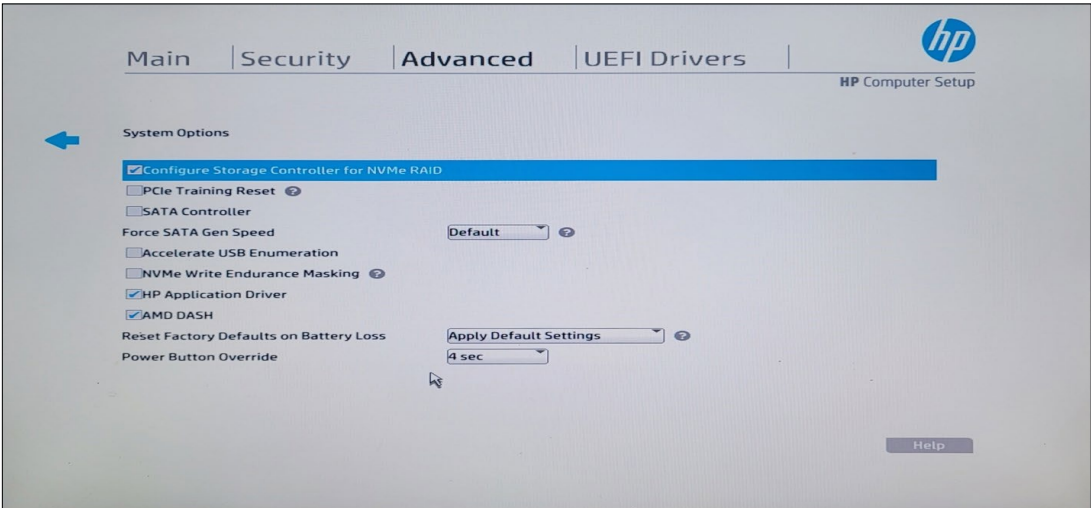 hp
Main Security Advanced UEFI Drivers
HP Computer Setup
System Options
Configure Storage Controller for NVMe RAID
PCIe Training Reset ?
SATA Controller
Force SATA Gen Speed Default ?
Accelerate USB Enumeration
NVMe Write Endurance Masking ?
HP Application Driver
AMD DASH
Reset Factory Defaults on Battery Loss Apply Default Settings ?
Power Button Override 4 sec
Help